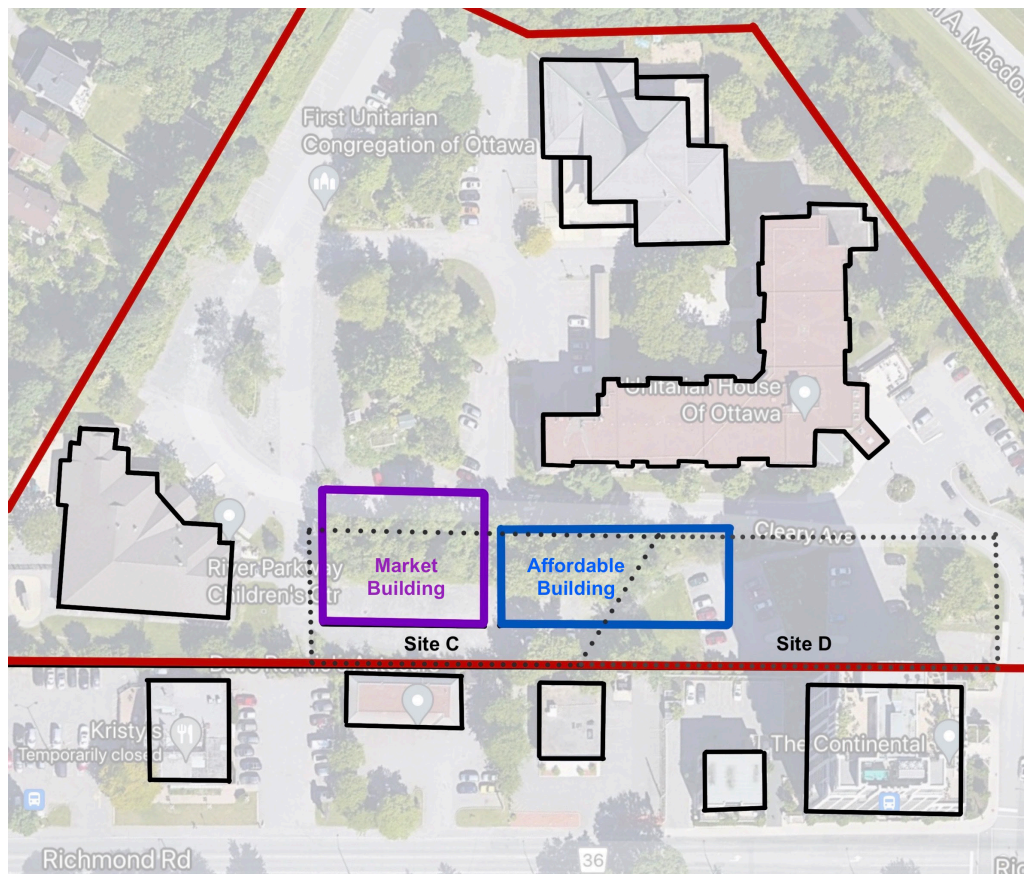 First Unitarian
Congregation of Ottawa
Unitarian House
Of Ottawa
Cleary Ave
Market
Building
Affordable
Building
River Parkway
Children's Ctr
Site C
Site D
Kristy's
Temporarily closed
The Continental
Richmond Rd
36